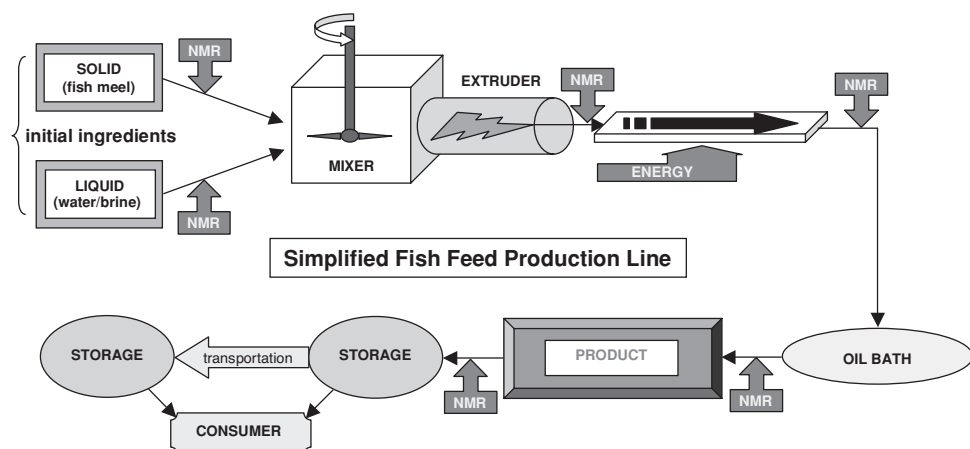 NMR
SOLID
(fish meel)
initial ingredients
LIQUID
(water/brine)
NMR
MIXER
EXTRUDER
NMR
ENERGY
NMR
Simplified Fish Feed Production Line
OIL BATH
NMR
PRODUCT
NMR
STORAGE
transportation
STORAGE
CONSUMER